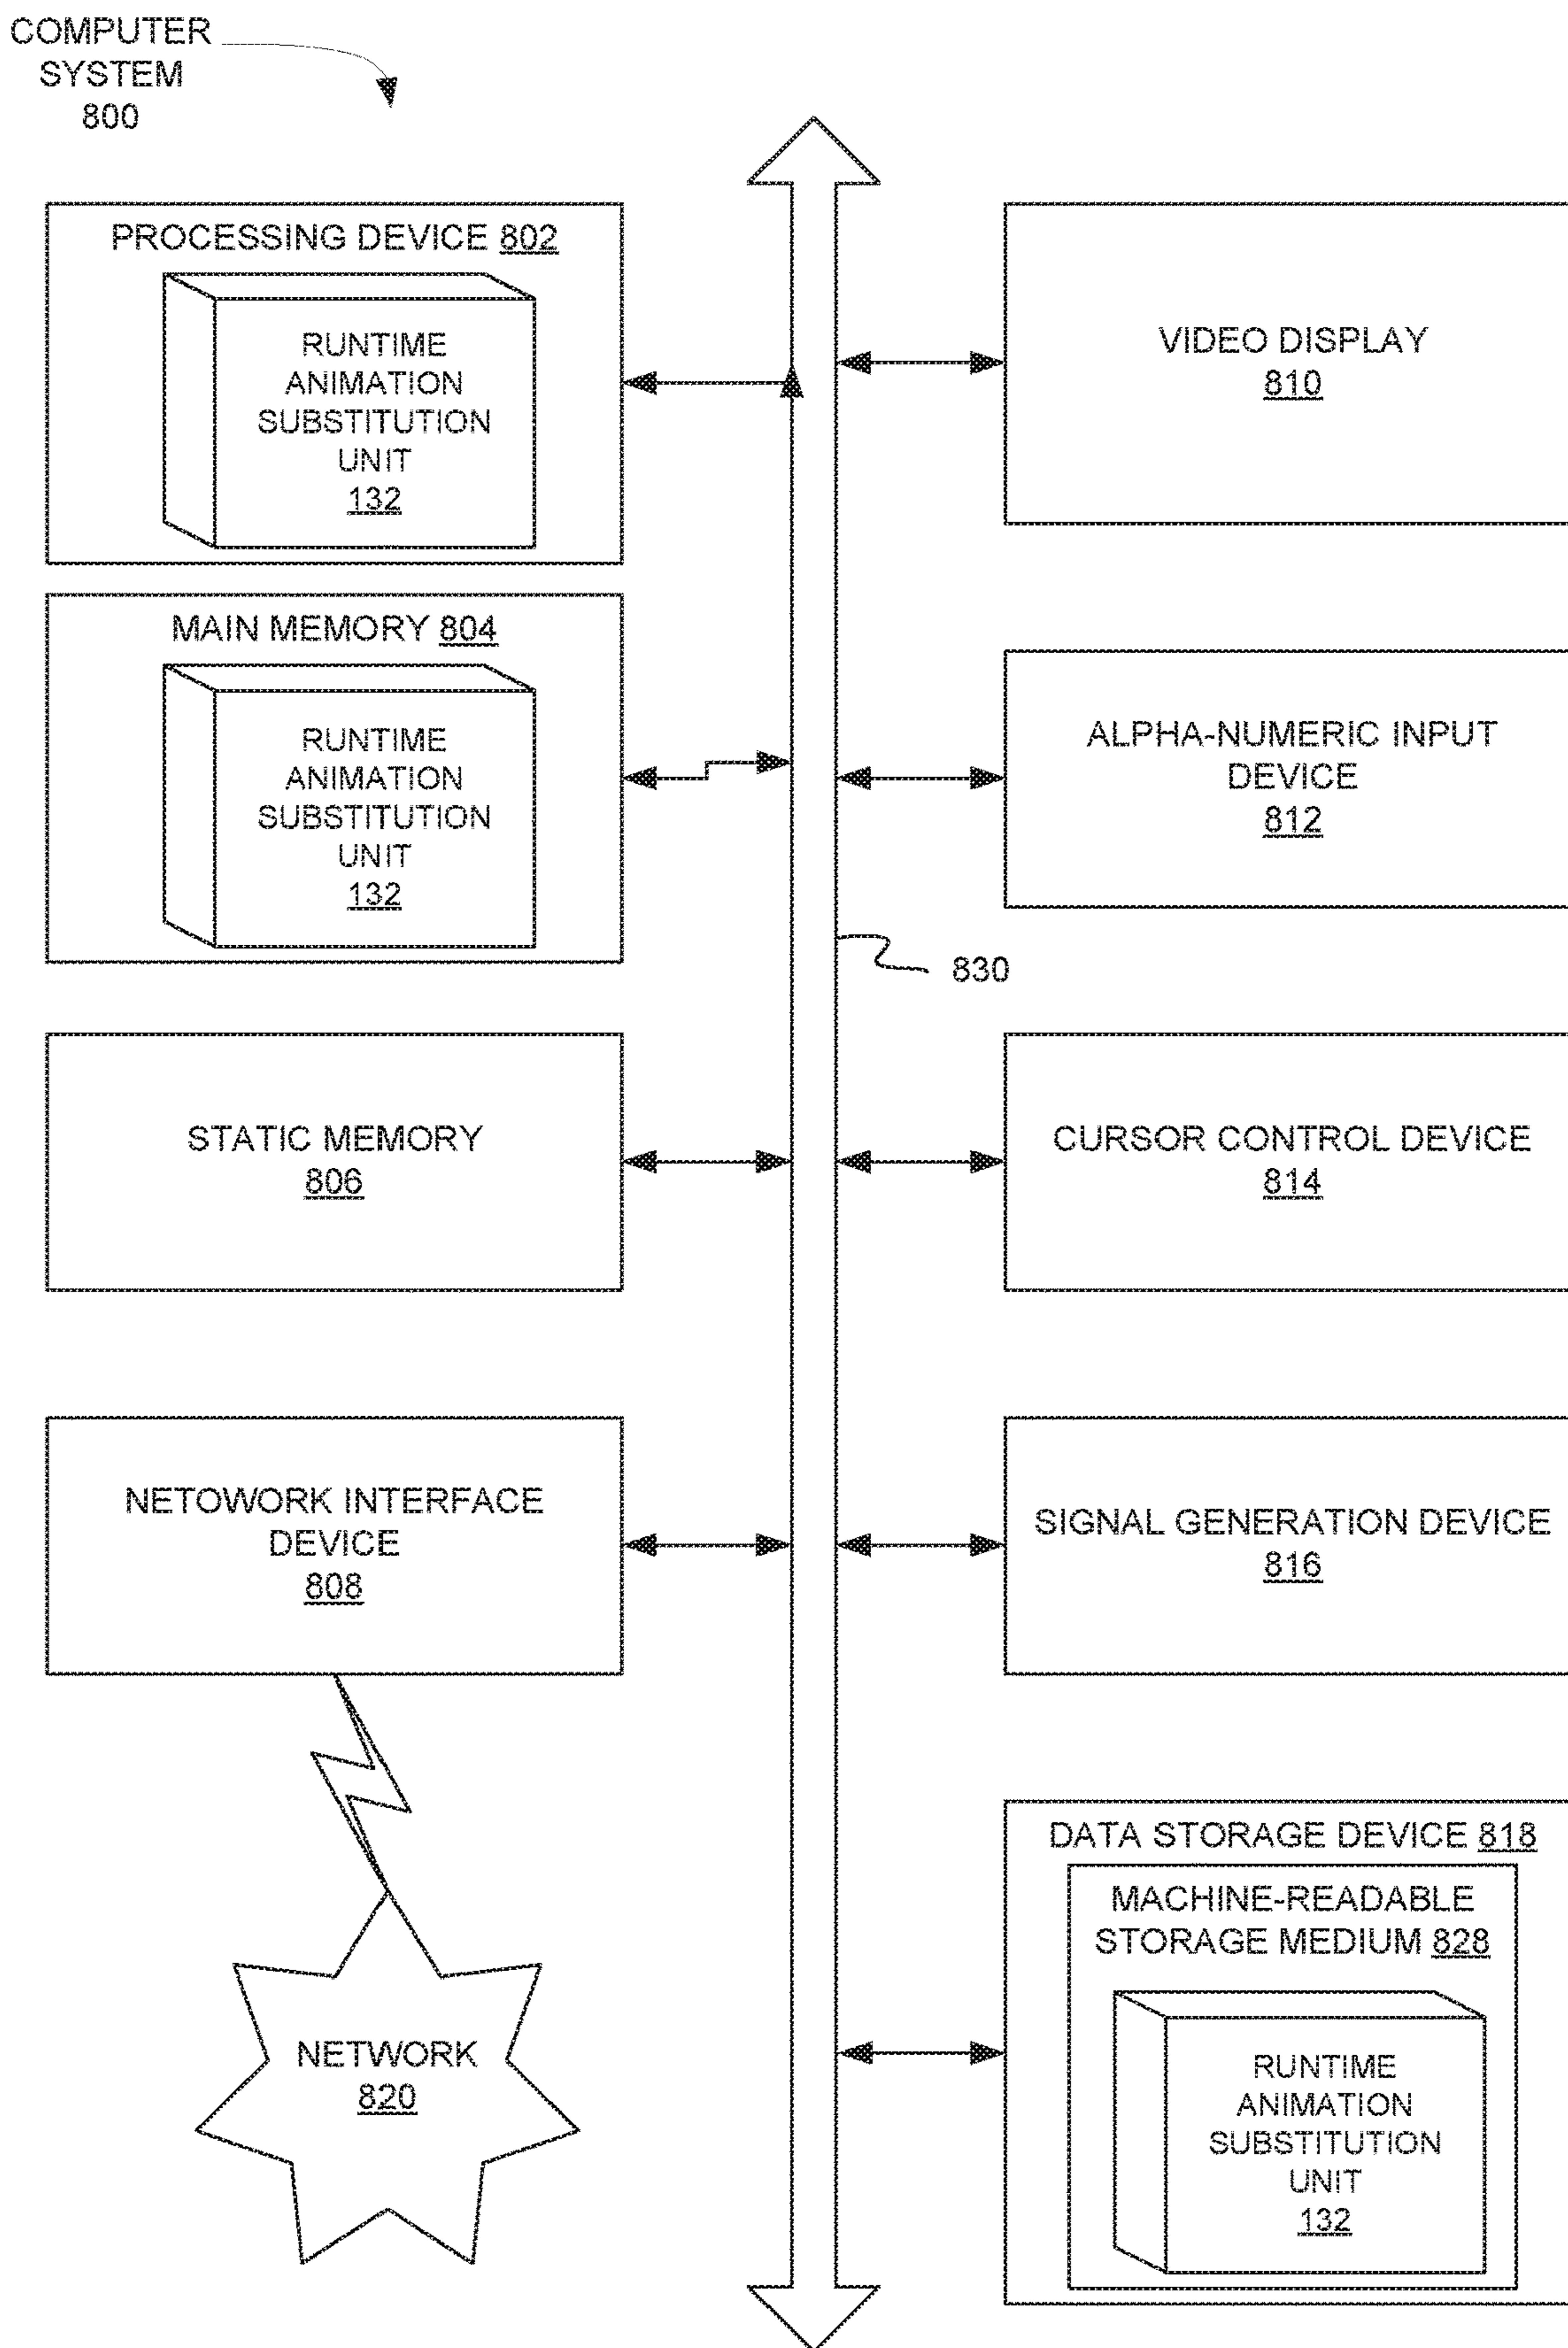 COMPUTER
SYSTEM
800
PROCESSING DEVICE 802
RUNTIME
ANIMATION
SUBSTITUTION
UNIT
132
MAIN MEMORY 804
RUNTIME
ANIMATION
SUBSTITUTION
UNIT
132
STATIC MEMORY
806
NETOWORK INTERFACE
DEVICE
808
NETWORK
820
VIDEO DISPLAY
810
ALPHA-NUMERIC INPUT
DEVICE
812
830
CURSOR CONTROL DEVICE
814
SIGNAL GENERATION DEVICE
816
DATA STORAGE DEVICE 818
MACHINE-READABLE
STORAGE MEDIUM 828
RUNTIME
ANIMATION
SUBSTITUTION
UNIT
132